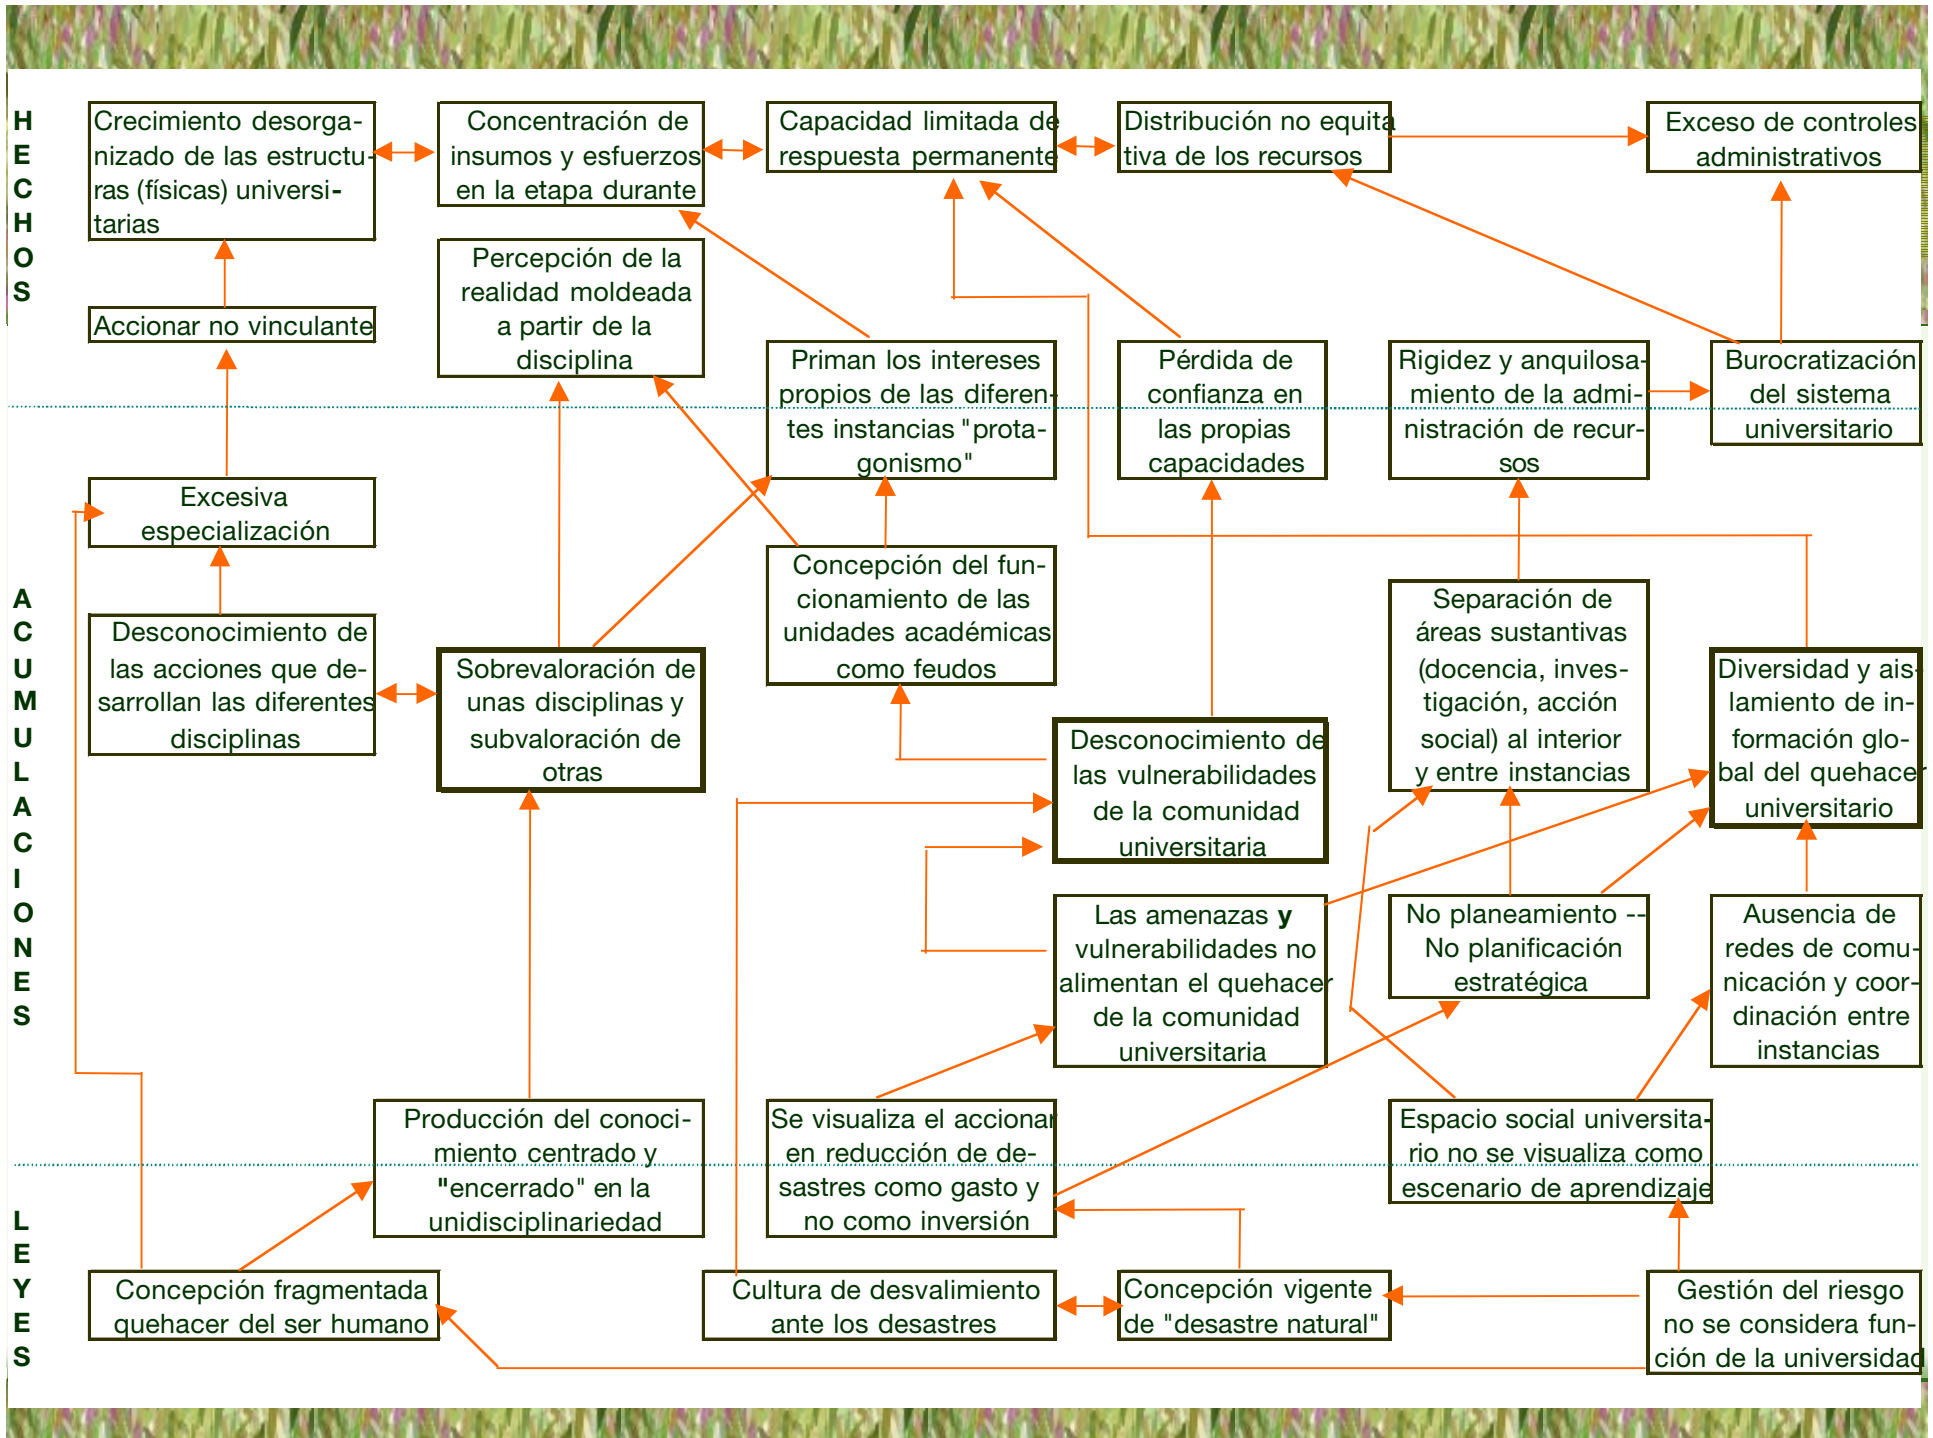 HECHOS
Crecimiento desorga-
nizado de las estructu-
ras (físicas) universi-
tarias
Concentración de
insumos y esfuerzos
en la etapa durante
Capacidad limitada de
respuesta permanente
Distribución no equita
tiva de los recursos
Exceso de controles
administrativos
Percepción de la
realidad moldeada
a partir de la
disciplina
Accionar no vinculante
Priman los intereses
propios de las diferen-
tes instancias "prota-
gonismo"
Pérdida de
confianza en
las propias
capacidades
Rigidez y anquilosa-
miento de la admi-
nistración de recur-
sos
Burocratización
del sistema
universitario
ACUMULACIONES
Excesiva
especialización
Concepción del fun-
cionamiento de las
unidades académicas
como feudos
Separación de
áreas sustantivas
(docencia, inves-
tigación, acción
social) al interior
y entre instancias
Desconocimiento de
las acciones que de-
sarrollan las diferentes
disciplinas
Sobrevaloración de
unas disciplinas y
subvaloración de
otras
Desconocimiento de
las vulnerabilidades
de la comunidad
universitaria
Diversidad y ais-
lamiento de in-
formación glo-
bal del quehacer
universitario
Las amenazas y
vulnerabilidades no
alimentan el quehacer
de la comunidad
universitaria
No planeamiento --
No planificación
estratégica
Ausencia de
redes de comu-
nicación y coor-
dinación entre
instancias
Producción del conoci-
miento centrado y
"encerrado" en la
unidisciplinariedad
Se visualiza el accionar
en reducción de de-
sastres como gasto y
no como inversión
Espacio social universita-
rio no se visualiza como
escenario de aprendizaje
LEYES
Concepción fragmentada
quehacer del ser humano
Cultura de desvalimiento
ante los desastres
Concepción vigente
de "desastre natural"
Gestión del riesgo
no se considera fun-
ción de la universidad